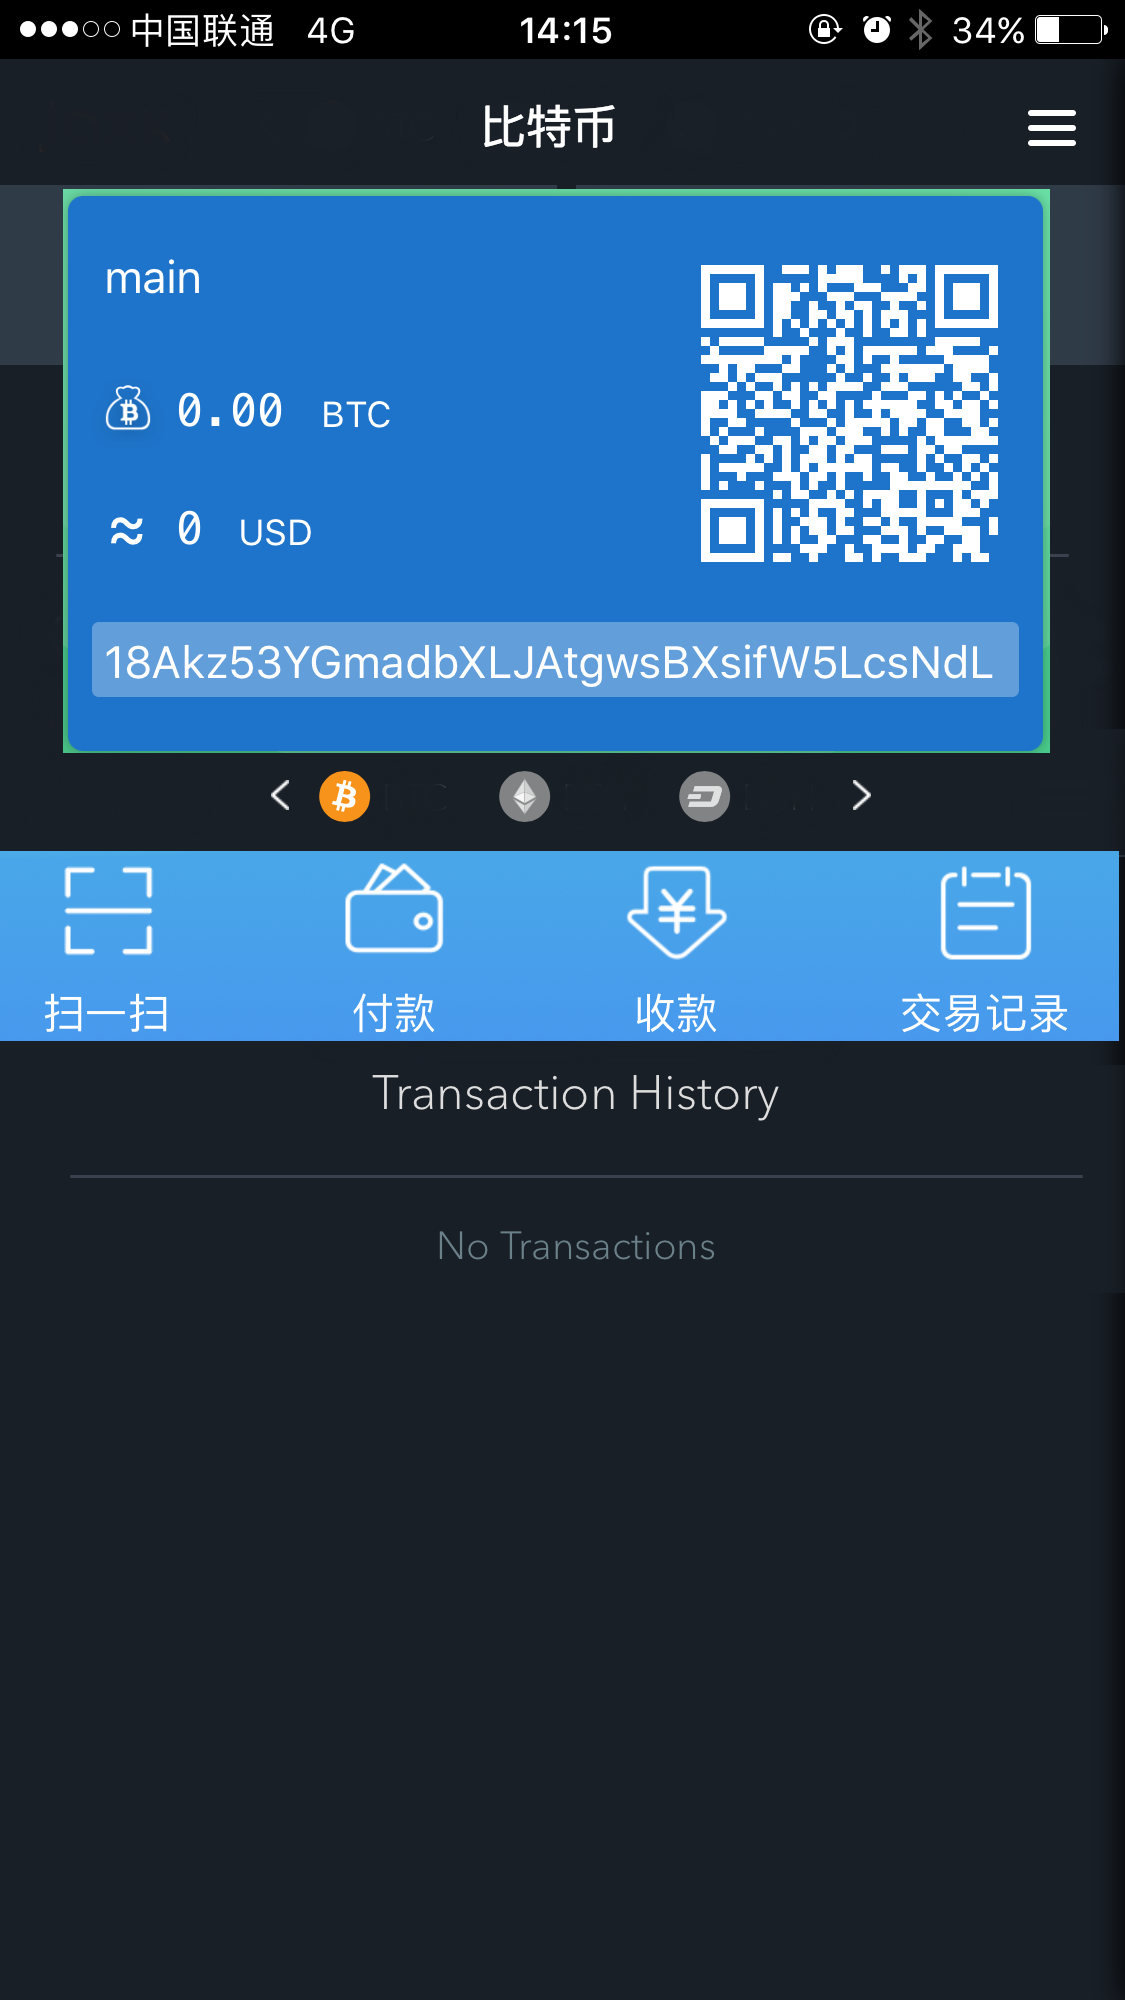 中国联通 4G 14:15 34%
比特币
main
0.00 BTC
≈ 0 USD
18Akz53YGmadbXLJAtgwsBXsifW5LcsNdL
扫一扫 付款 收款 交易记录
Transaction History
No Transactions